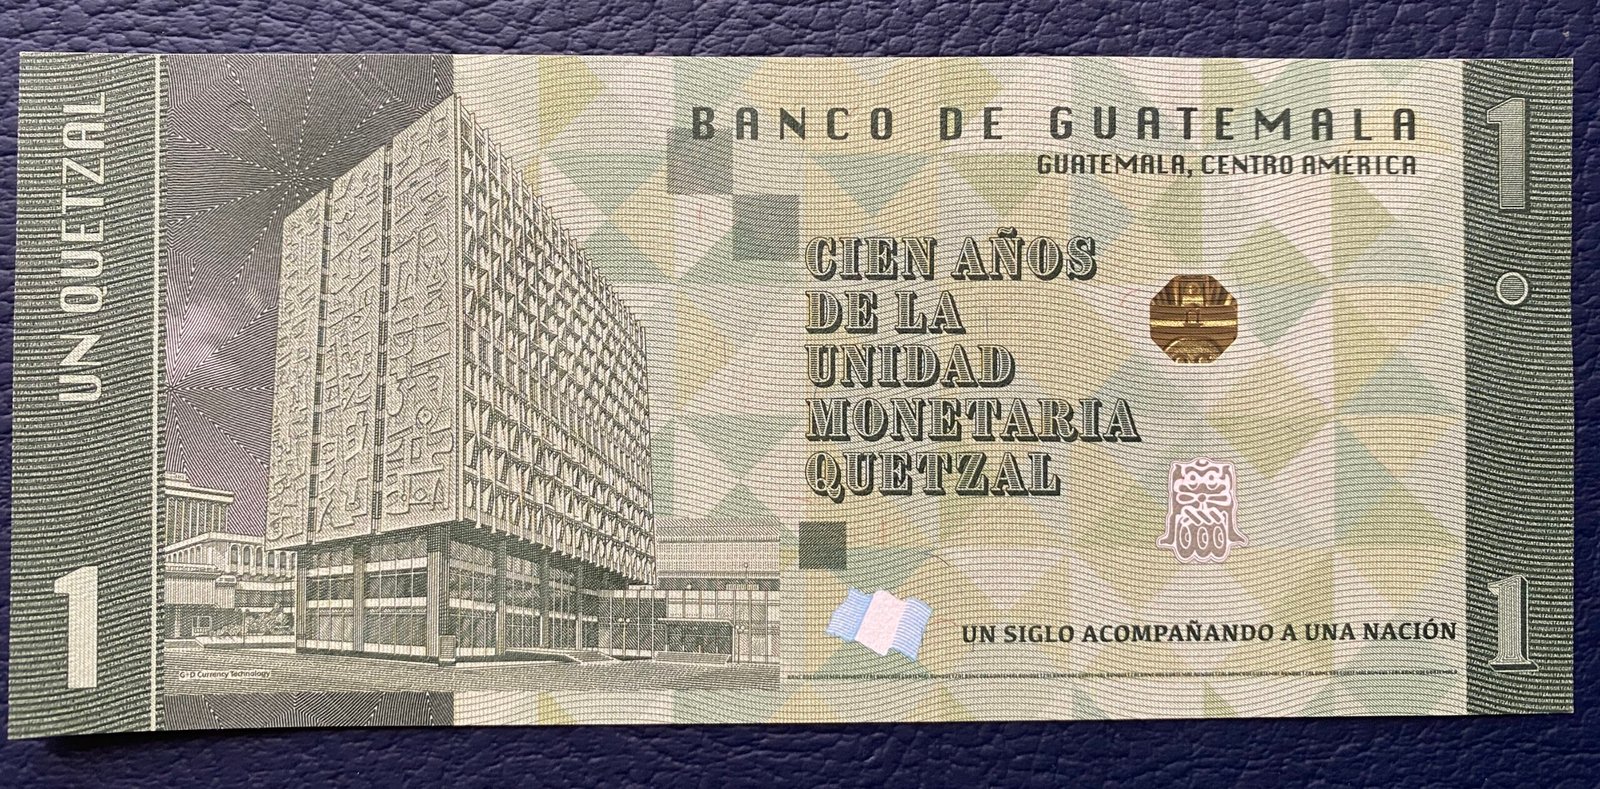 UN QUETZAL
1
BANCO DE GUATEMALA
GUATEMALA, CENTRO AMÉRICA
1
CIEN AÑOS
DE LA
UNIDAD
MONETARIA
QUETZAL
UN SIGLO ACOMPAÑANDO A UNA NACIÓN
1
G+D Currency Technology